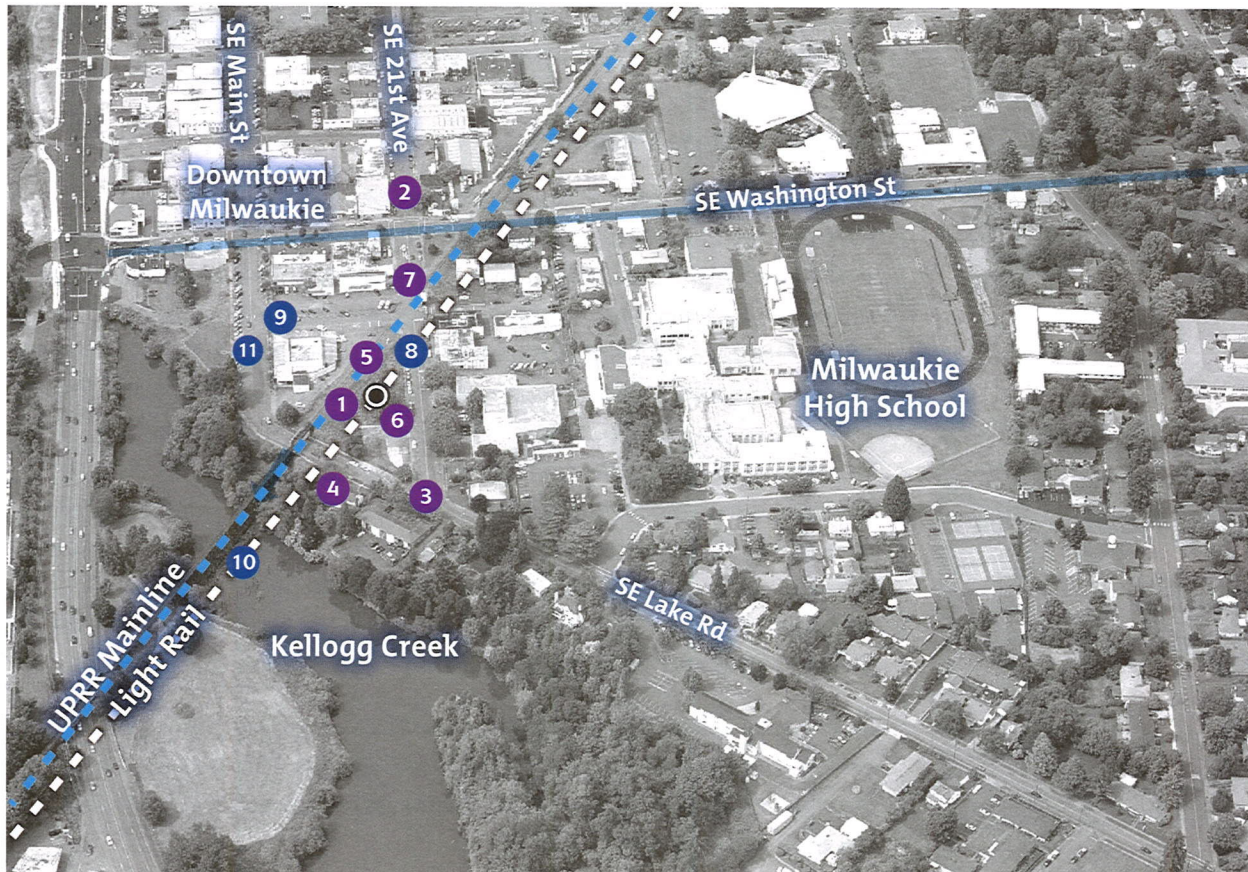 SE Main St
SE 21st Ave
Downtown
Milwaukie
2
SE Washington St
7
9
11
5
8
1
6
Milwaukie
High School
4
3
10
UPRR Mainline
Light Rail
Kellogg Creek
SE Lake Rd